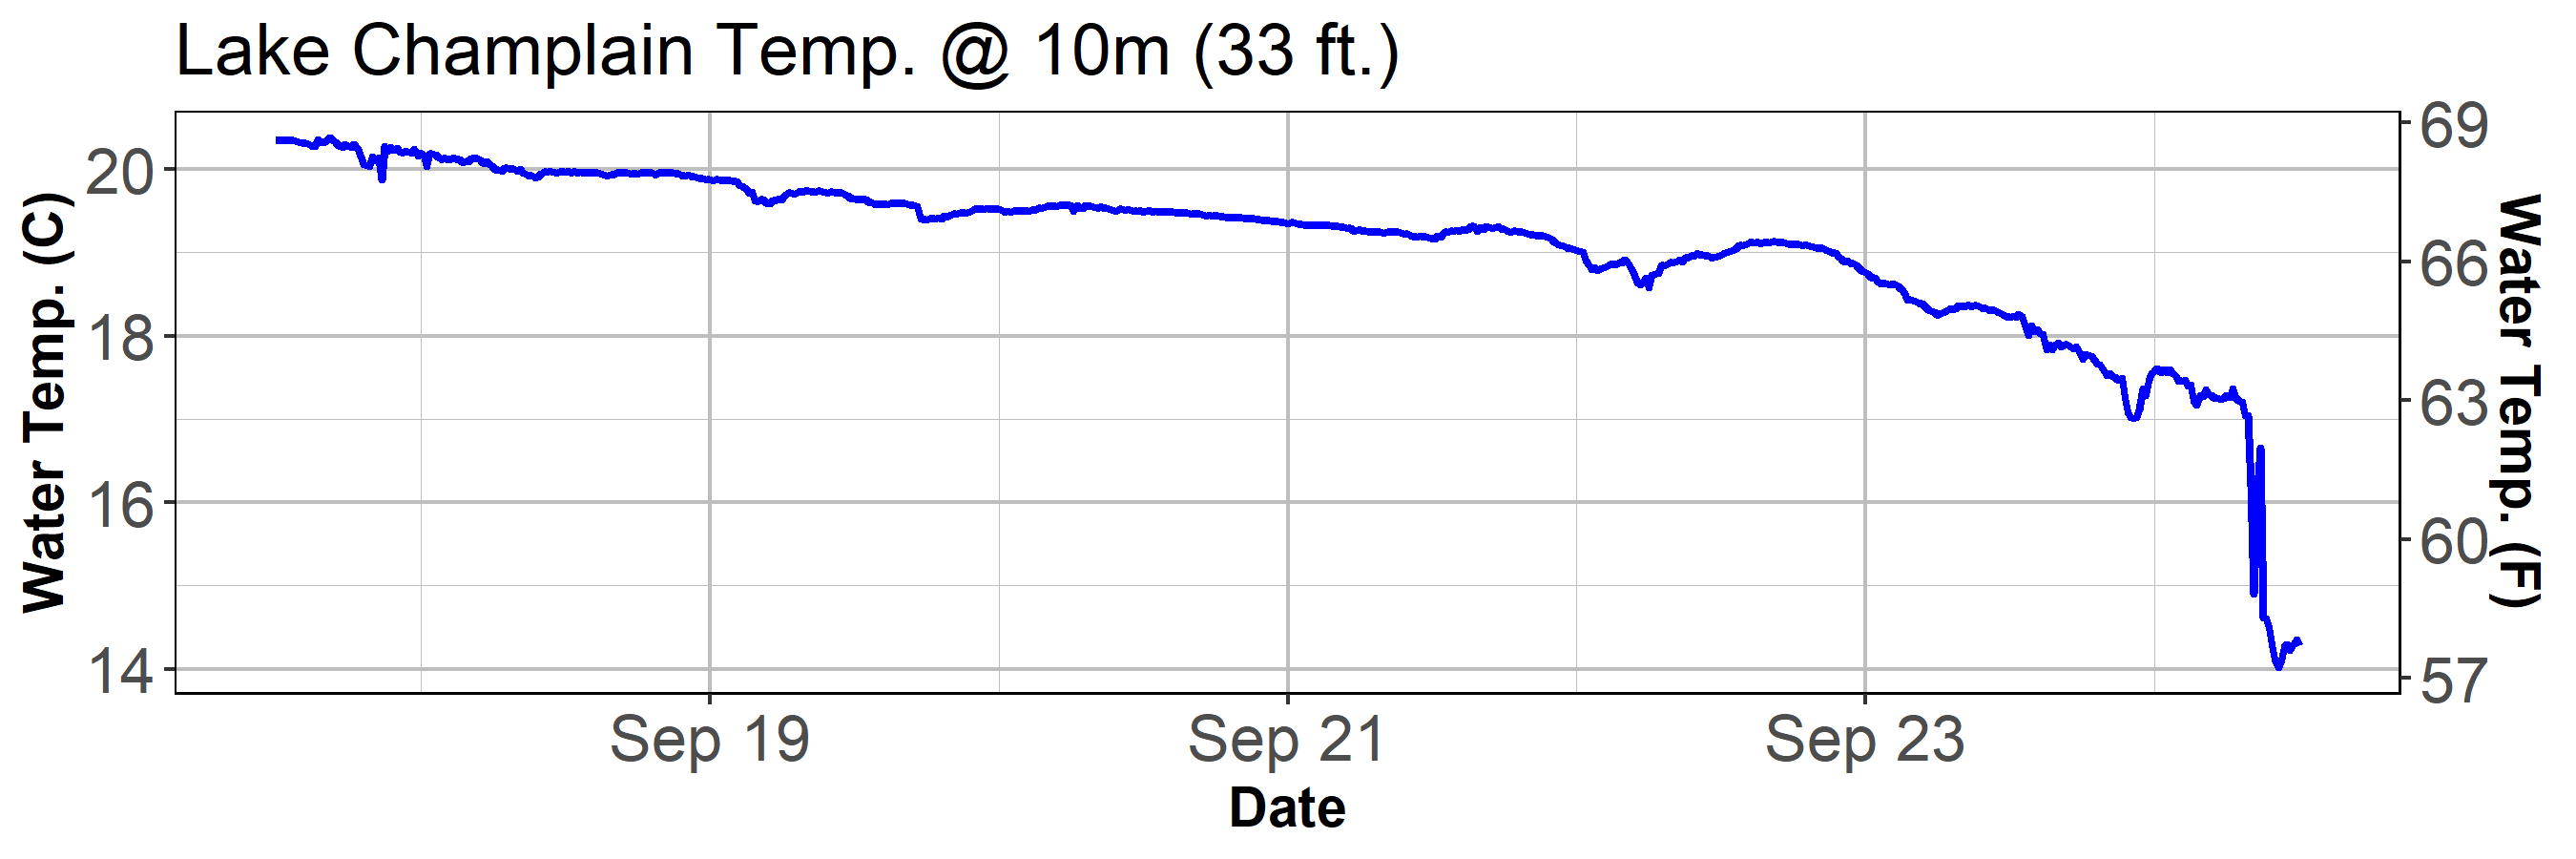 Lake Champlain Temp. @ 10m (33 ft.)
Water Temp. (C)
20
18
16
14
69
66
63
60
57
Water Temp. (F)
Sep 19
Sep 21
Sep 23
Date